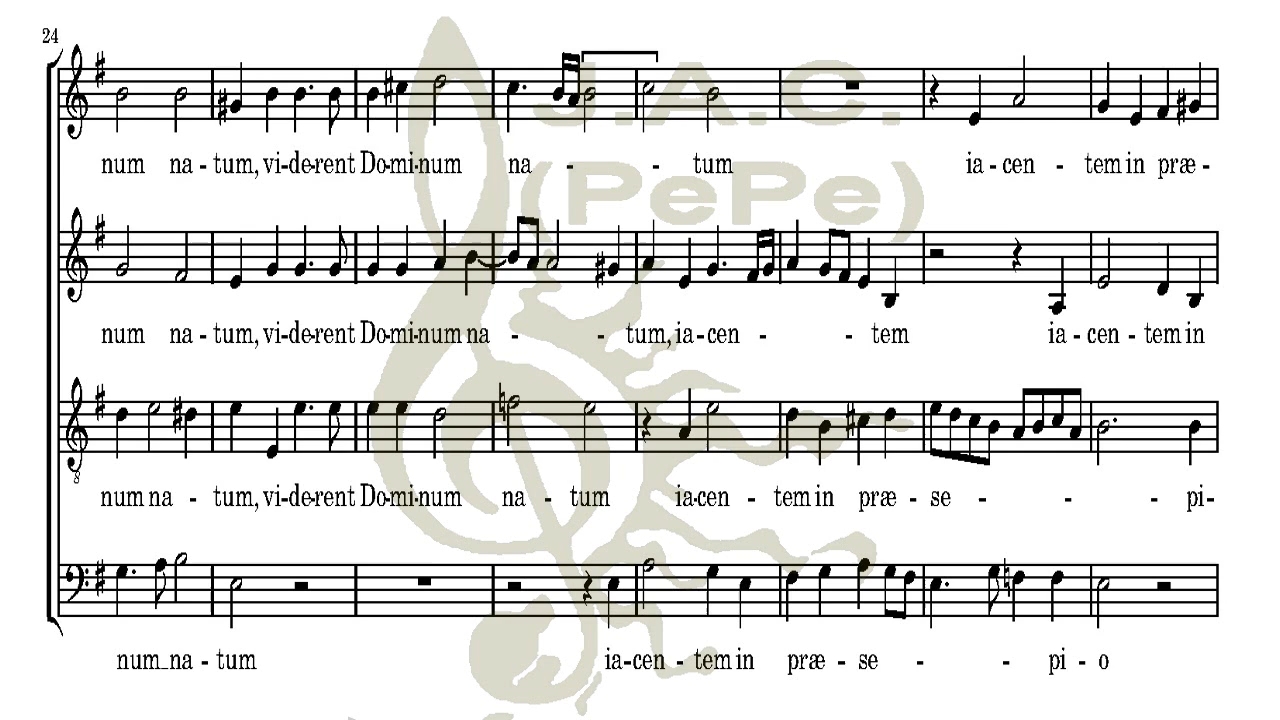 24
J.A.C.
num na - tum, vi-de-rent Do-mi-num na - - tum ia - cen - tem in præ -
(PePe)
num na - tum, vi-de-rent Do-mi-num na - - tum, ia - cen - - tem ia - cen - tem in
8
num na - tum, vi-de-rent Do-mi-num na - tum ia-cen - tem in præ - se - - - pi-
num_na - tum ia-cen - tem in præ - se - - pi - o